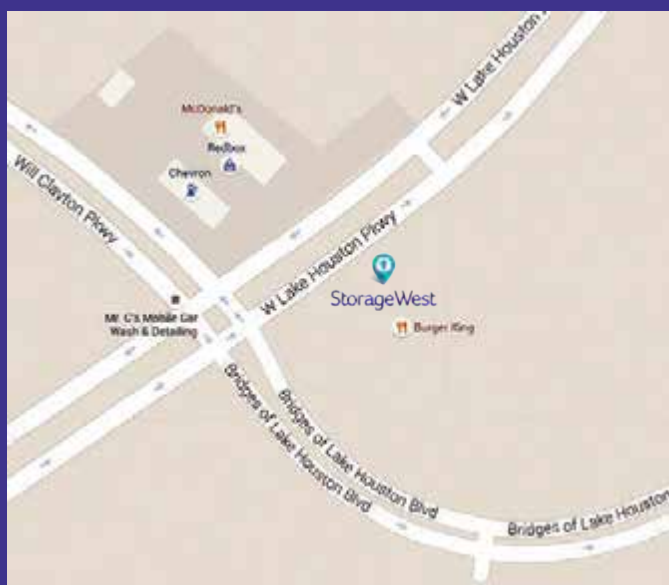 W Lake Houston
McDonald's
Redbox
Chevron
Will Clayton Pkwy
W Lake Houston Pkwy
StorageWest
Mr. C's Mobile Car
Wash & Detailing
Burger King
Bridges of Lake Houston Blvd
Bridges of Lake Houston Blvd
Bridges of Lake Houston